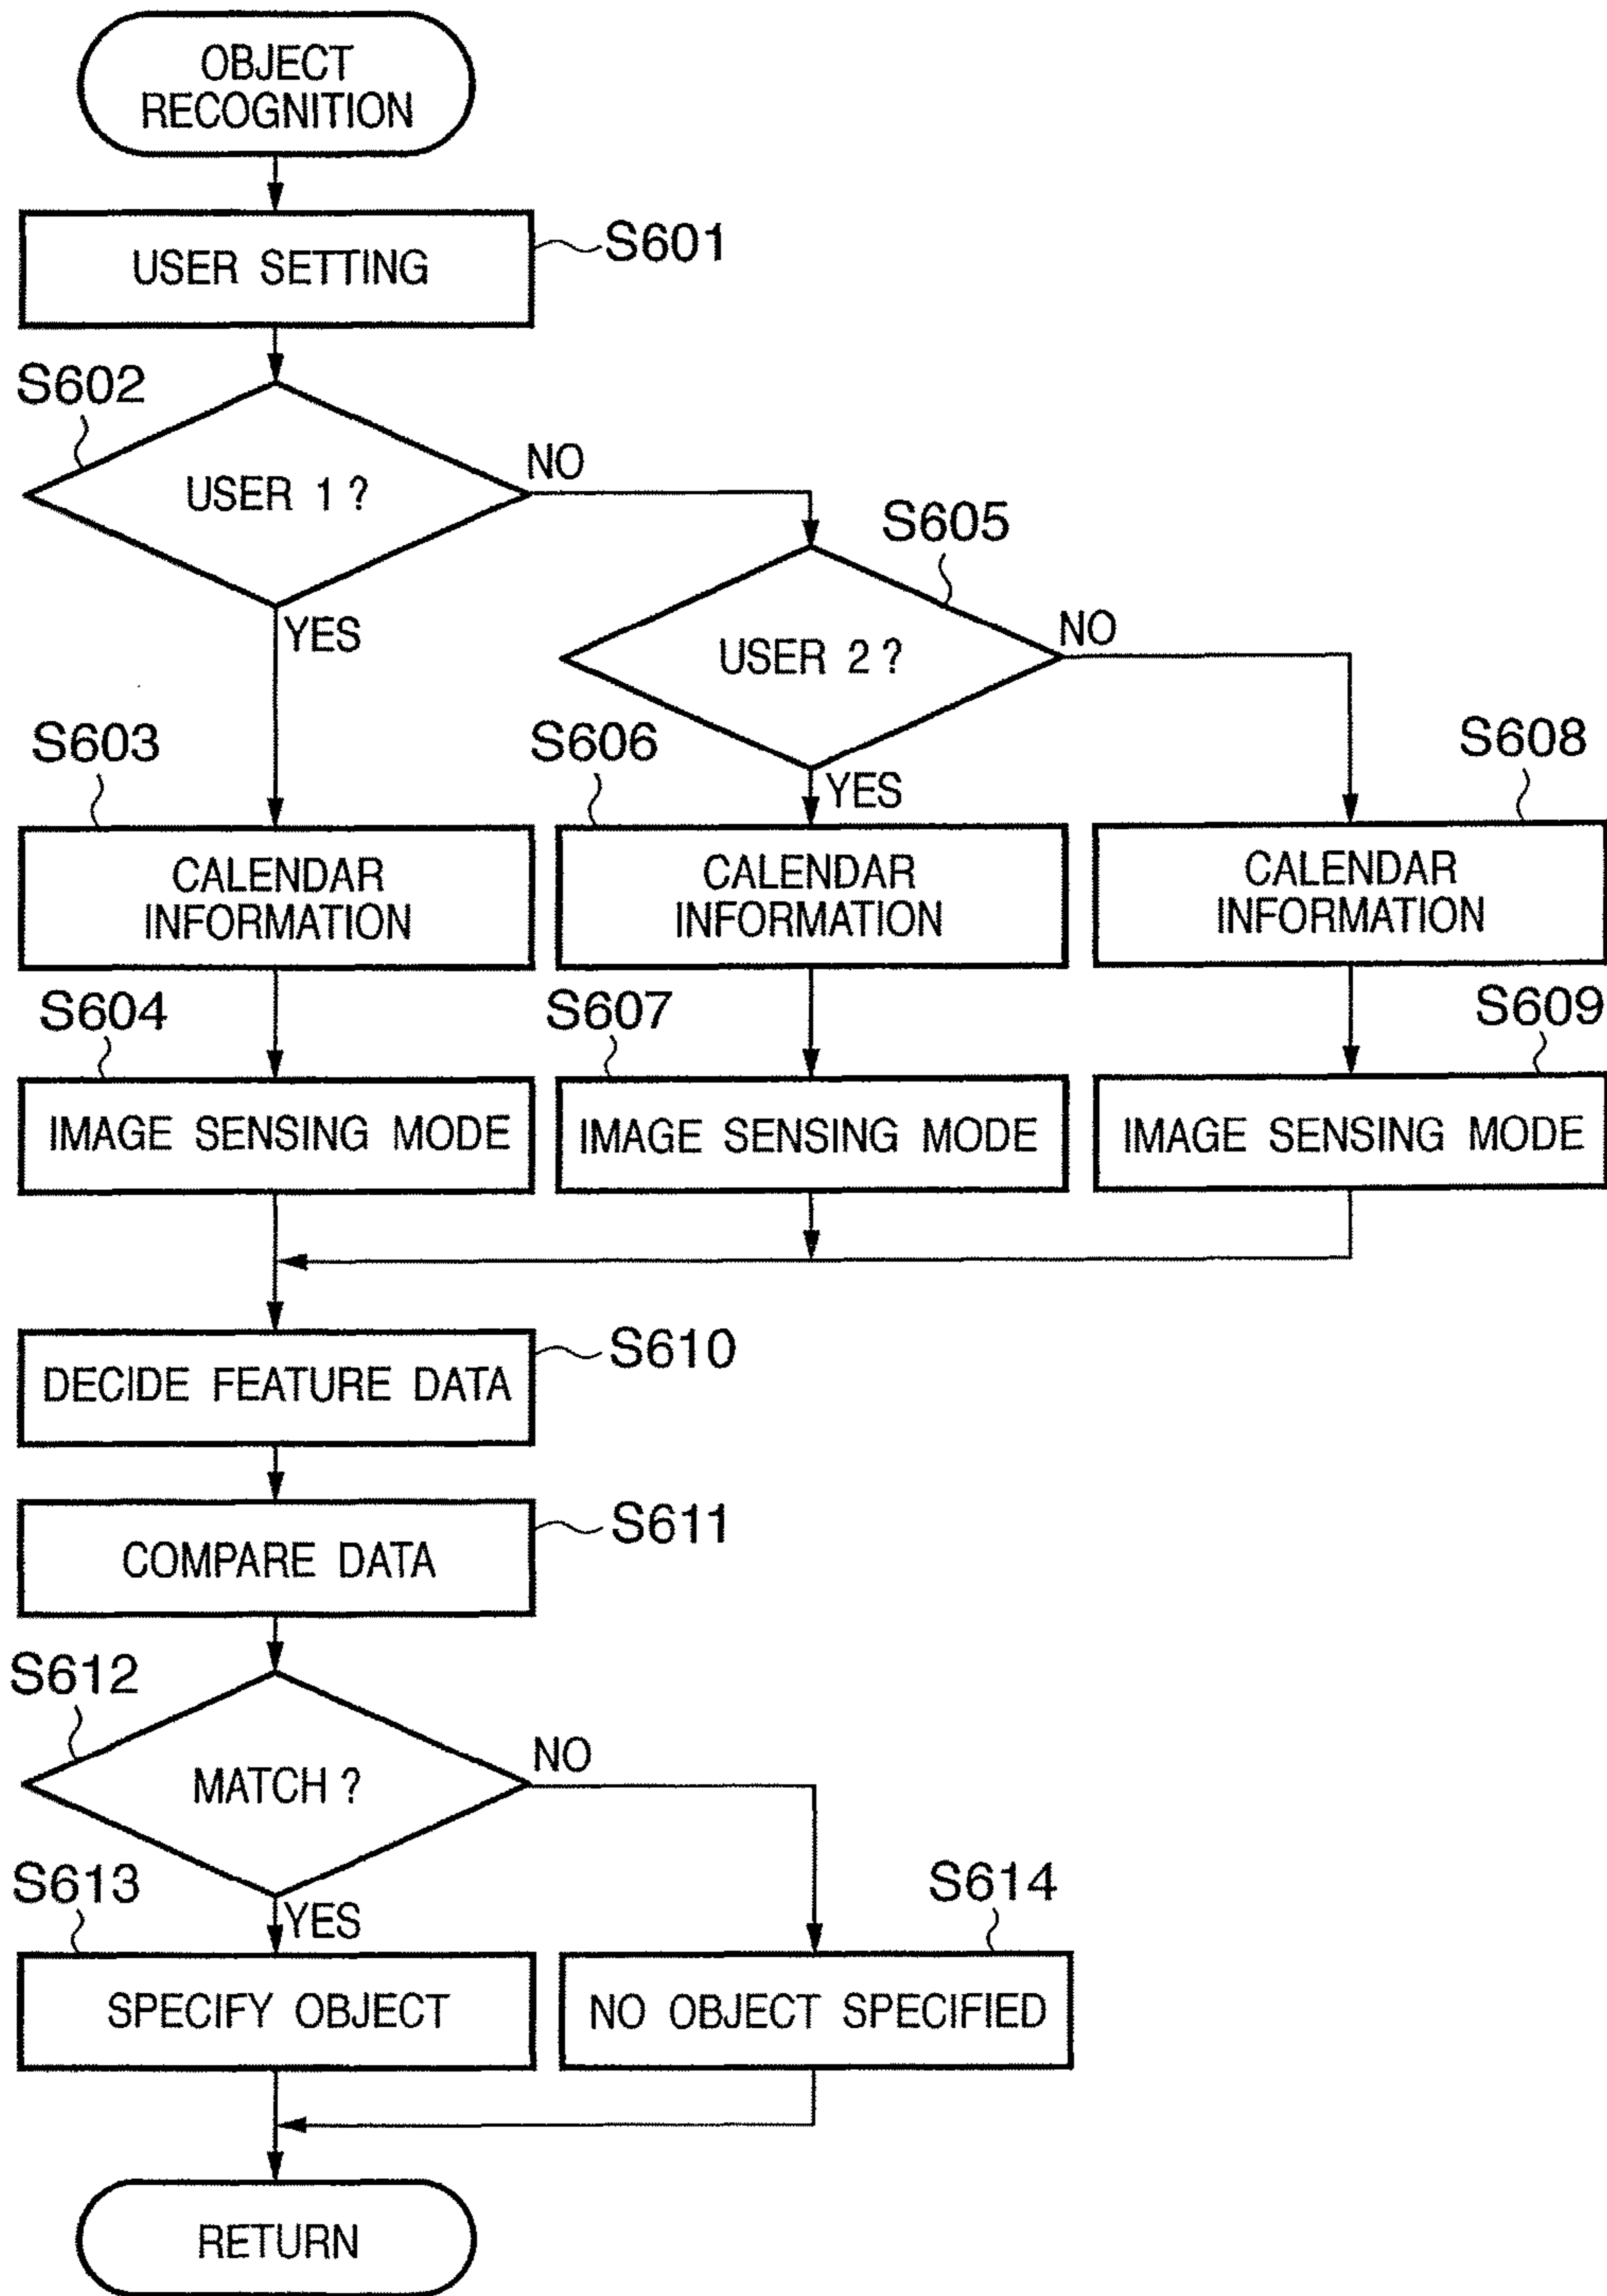 OBJECT
RECOGNITION
USER SETTING
S601
S602
USER 1 ?
NO
YES
S605
USER 2 ?
NO
YES
S603
CALENDAR
INFORMATION
S606
CALENDAR
INFORMATION
S608
CALENDAR
INFORMATION
S604
IMAGE SENSING MODE
S607
IMAGE SENSING MODE
S609
IMAGE SENSING MODE
DECIDE FEATURE DATA
S610
COMPARE DATA
S611
S612
MATCH ?
NO
YES
S613
SPECIFY OBJECT
S614
NO OBJECT SPECIFIED
RETURN